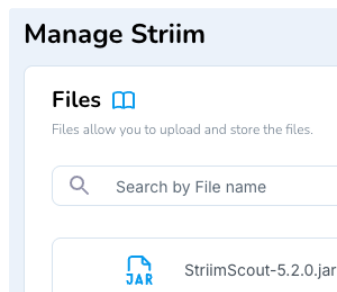 Manage Striim
Files
Files allow you to upload and store the files.
Search by File name
JAR
StriimScout-5.2.0.jar